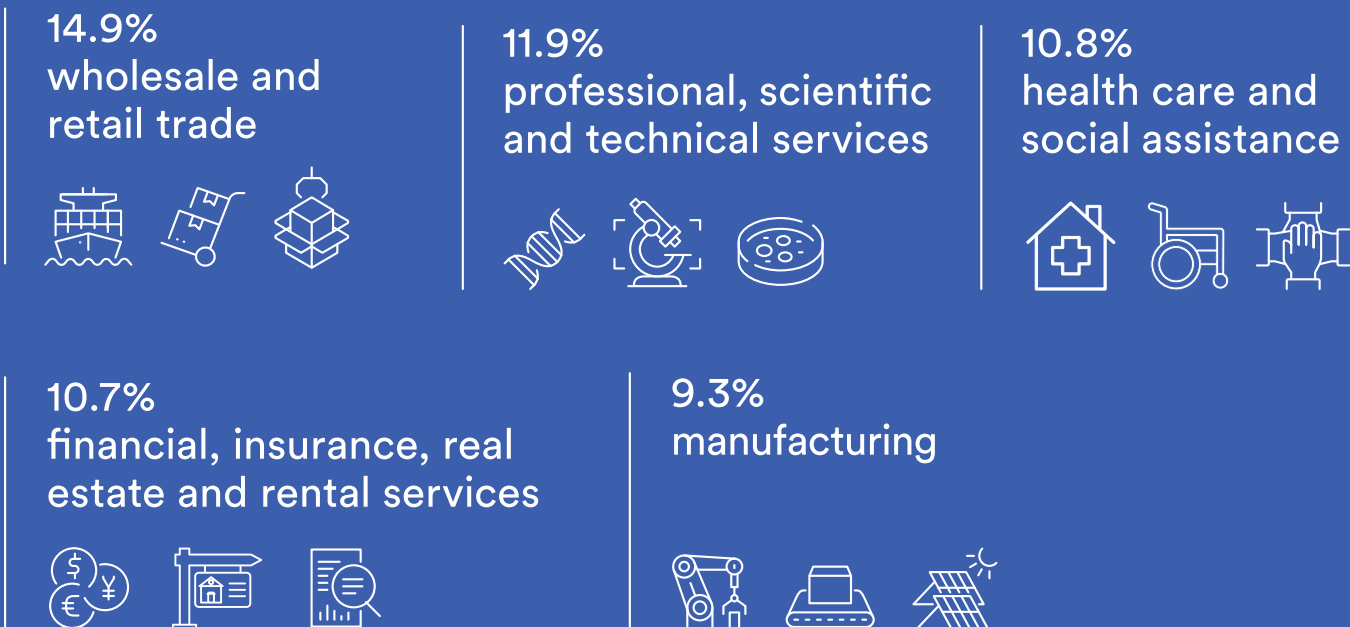 14.9%
wholesale and
retail trade
11.9%
professional, scientific
and technical services
10.8%
health care and
social assistance
10.7%
financial, insurance, real
estate and rental services
$
¥
€
9.3%
manufacturing